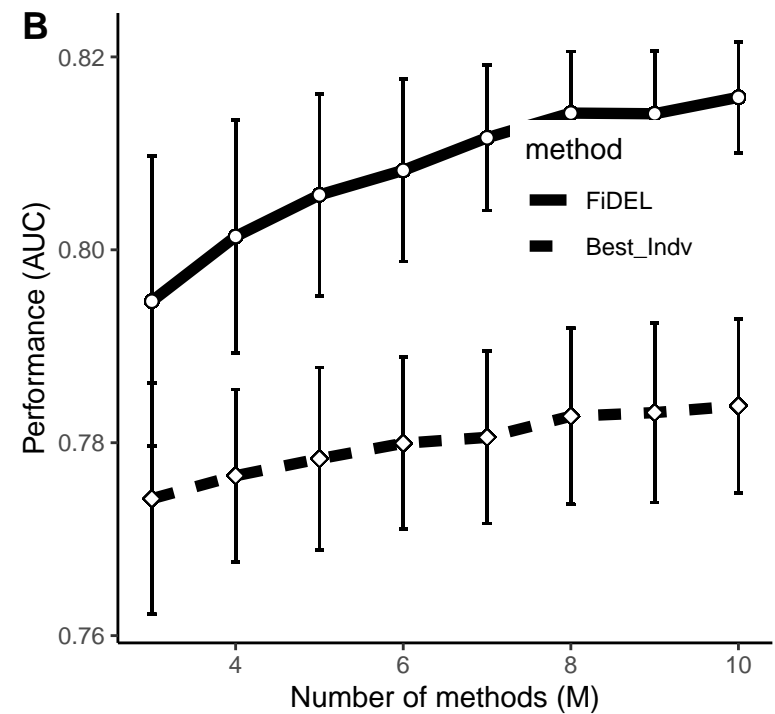 B
0.82
0.80
0.78
0.76
Performance (AUC)
method
FiDEL
Best_Indv
4 6 8 10
Number of methods (M)